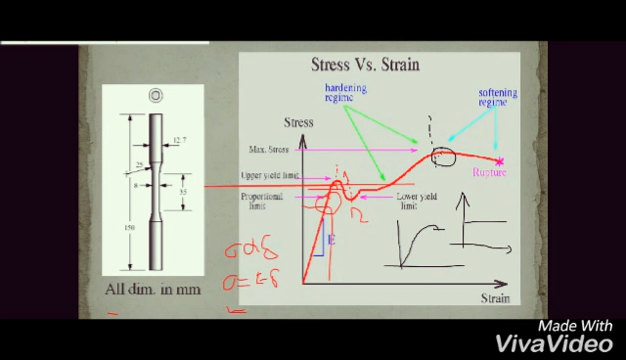 Stress Vs. Strain
hardening
regime
softening
regime
Stress
Max. Stress
Rupture
Upper yield limit
Proportional
limit
Lower yield
limit
E
Strain
12.7
25
8
35
150
All dim. in mm
Made With
VivaVideo